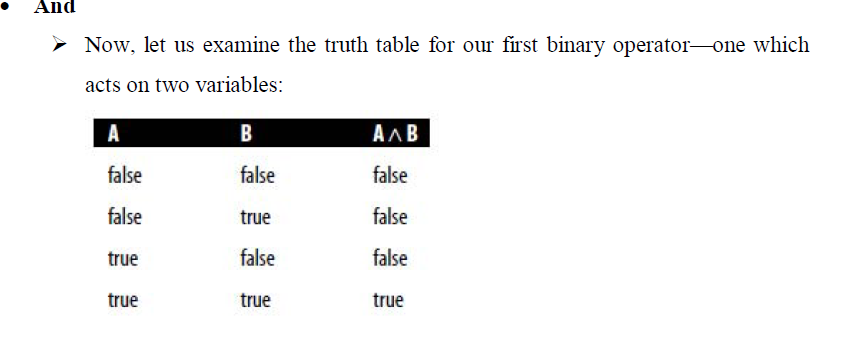 • And
➢ Now, let us examine the truth table for our first binary operator—one which
acts on two variables:
A B A∧B
false false false
false true false
true false false
true true true